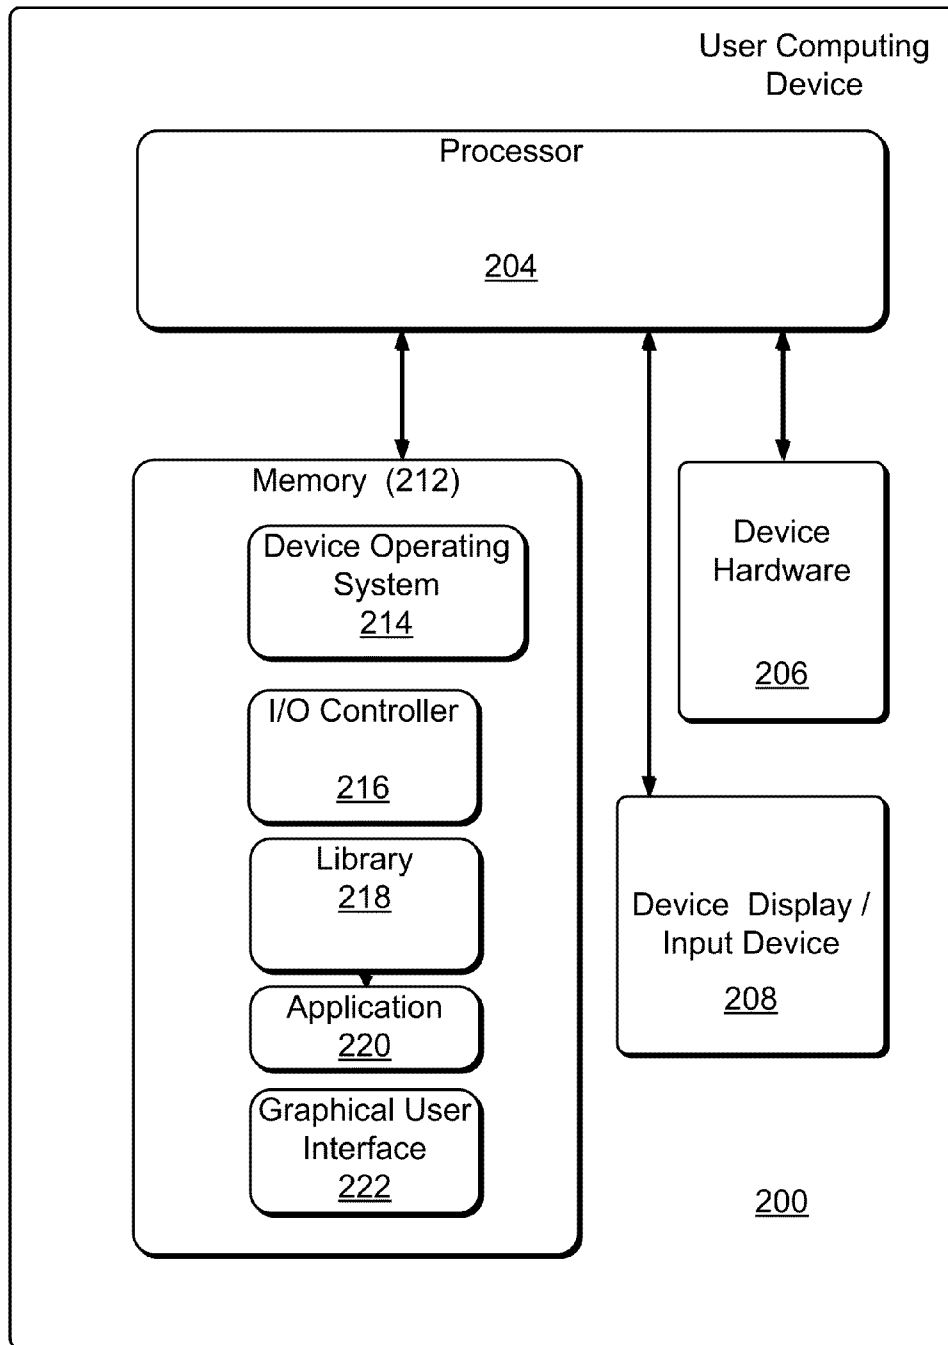 User Computing
Device
Processor
204
Memory (212)
Device Operating
System
214
I/O Controller
216
Library
218
Application
220
Graphical User
Interface
222
Device
Hardware
206
Device Display /
Input Device
208
200